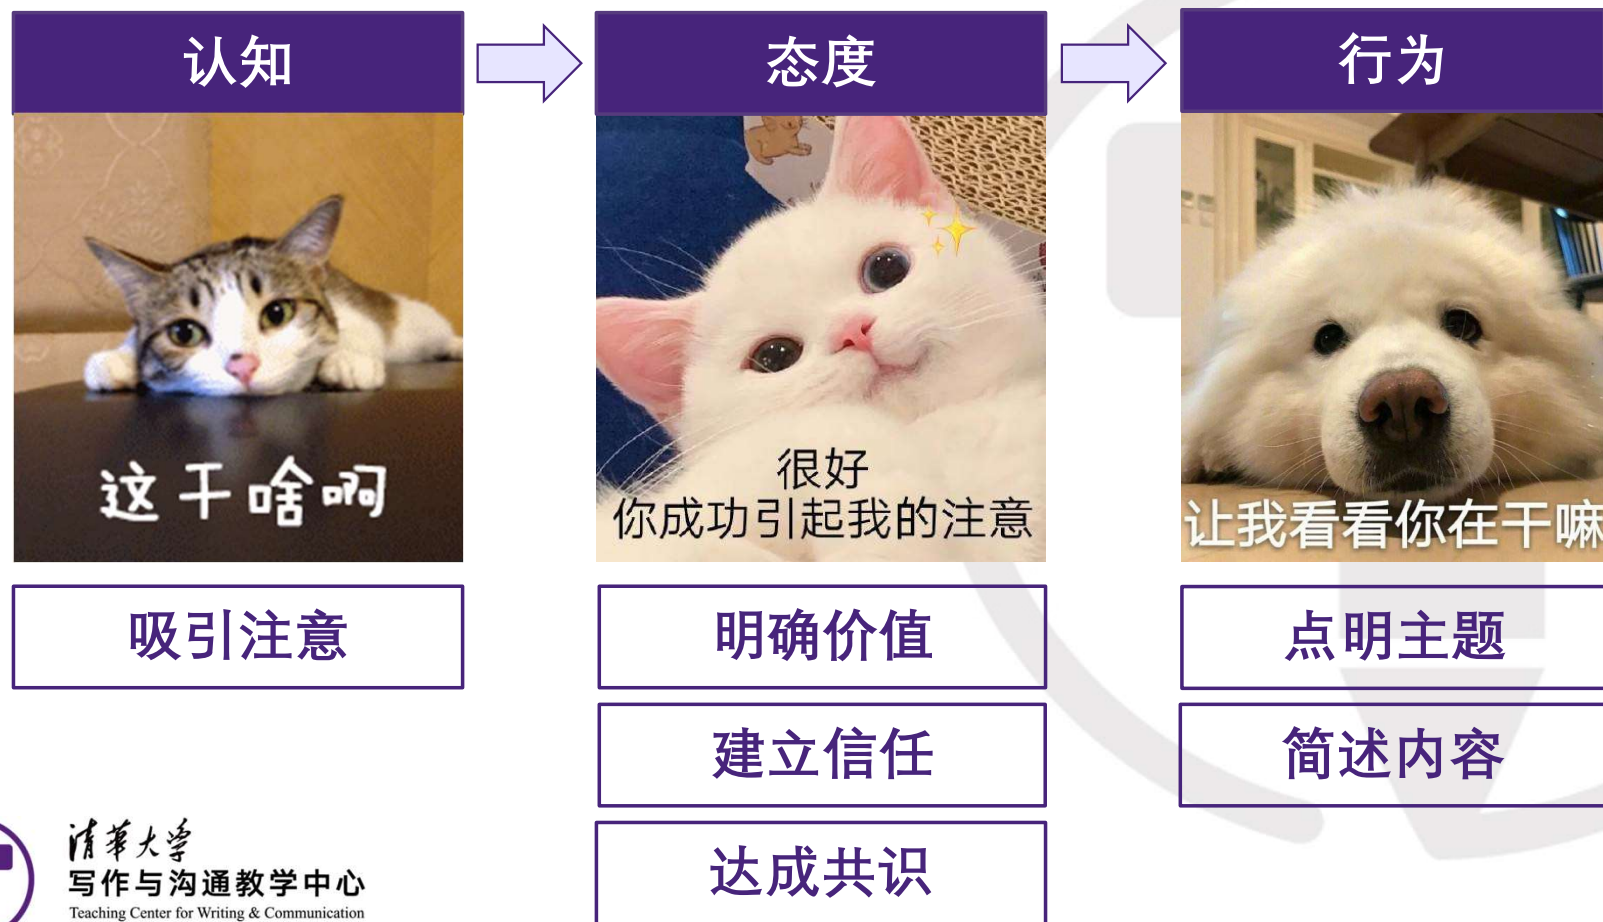 认知
态度
行为
这干啥啊
很好
你成功引起我的注意
让我看看你在干嘛
吸引注意
明确价值
点明主题
建立信任
简述内容
达成共识
清華大学
写作与沟通教学中心
Teaching Center for Writing & Communication